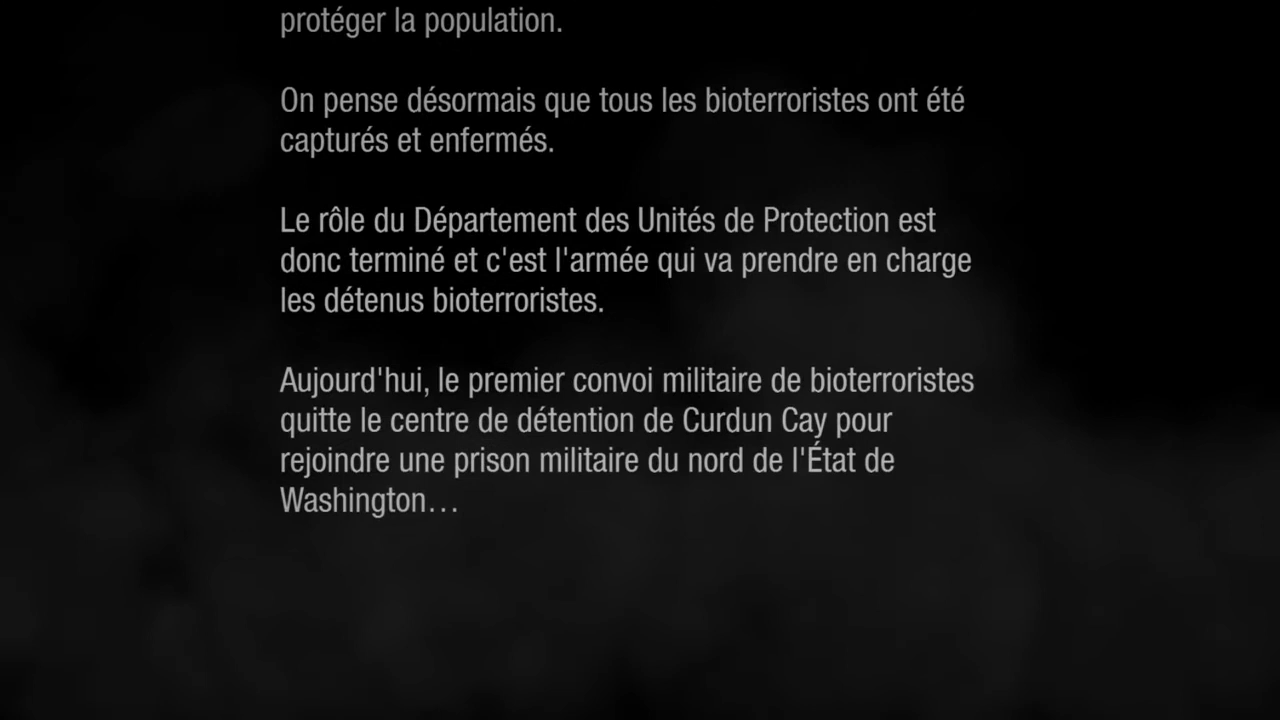 protéger la population.
On pense désormais que tous les bioterroristes ont été
capturés et enfermés.
Le rôle du Département des Unités de Protection est
donc terminé et c'est l'armée qui va prendre en charge
les détenus bioterroristes.
Aujourd'hui, le premier convoi militaire de bioterroristes
quitte le centre de détention de Curdun Cay pour
rejoindre une prison militaire du nord de l'État de
Washington…